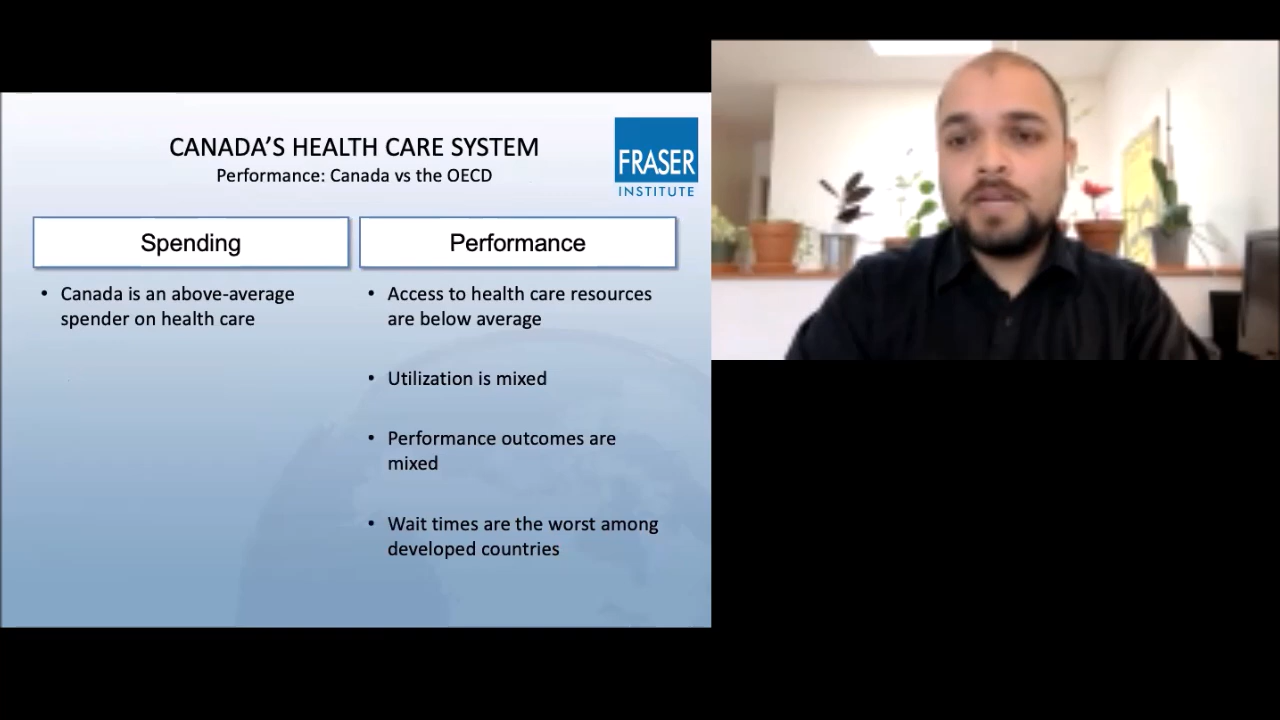 CANADA'S HEALTH CARE SYSTEM
Performance: Canada vs the OECD
FRASER
INSTITUTE
Spending
Performance
• Canada is an above-average
spender on health care
• Access to health care resources
are below average
• Utilization is mixed
• Performance outcomes are
mixed
• Wait times are the worst among
developed countries